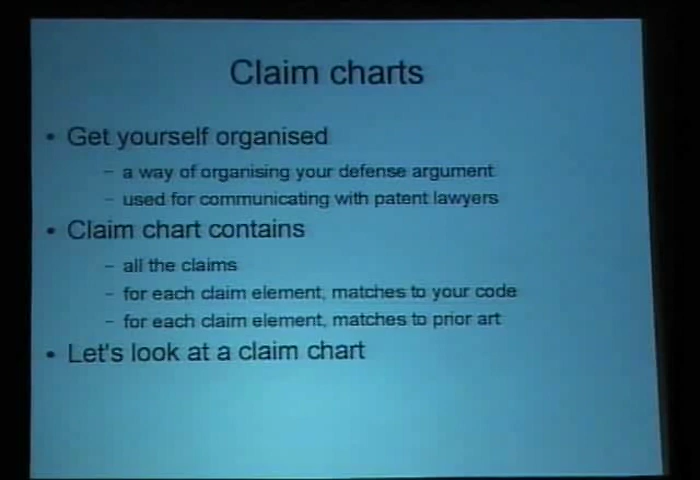 Claim charts
• Get yourself organised
– a way of organising your defense argument
– used for communicating with patent lawyers
• Claim chart contains
– all the claims
– for each claim element, matches to your code
– for each claim element, matches to prior art
• Let's look at a claim chart